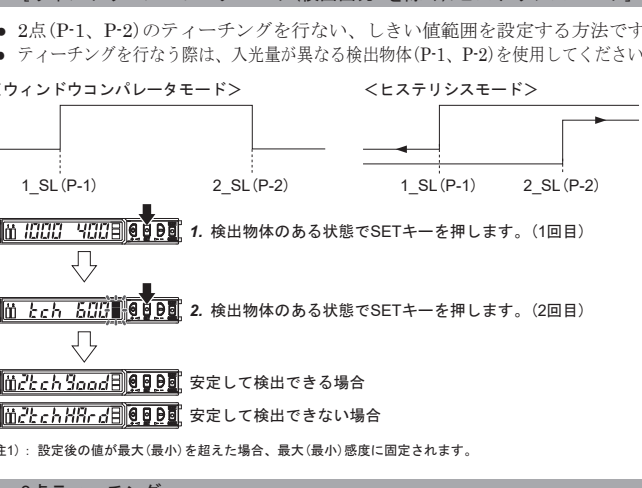 ● 2点(P-1、P-2)のティーチングを行ない、しきい値範囲を設定する方法です
● ティーチングを行なう際は、入光量が異なる検出物体(P-1、P-2)を使用してください
ウィンドウコンパレータモード＞ ＜ヒステリシスモード＞
1_SL(P-1) 2_SL(P-2) 1_SL(P-1) 2_SL(P-2)
1000 400 1. 検出物体のある状態でSETキーを押します。(1回目)
tch 600 2. 検出物体のある状態でSETキーを押します。(2回目)
2tchGood 安定して検出できる場合
2tchHArd 安定して検出できない場合
注1)：設定後の値が最大(最小)を超えた場合、最大(最小)感度に固定されます。